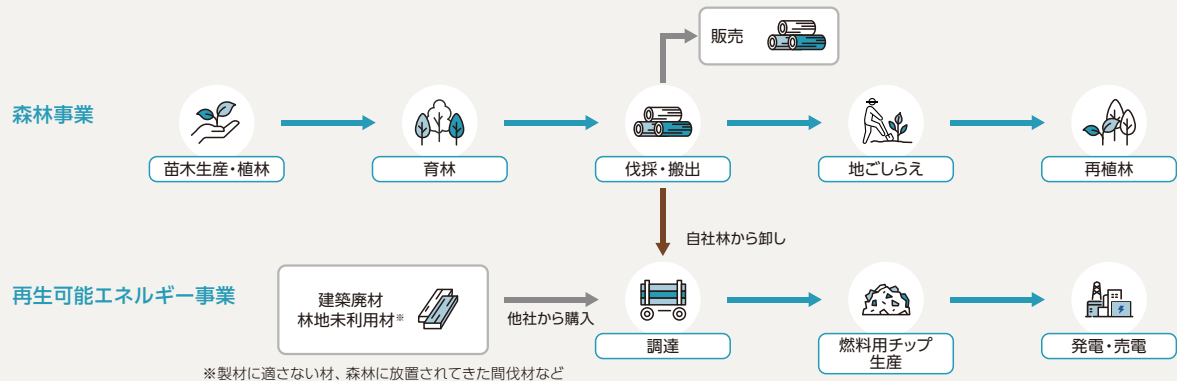 販売
森林事業
苗木生産・植林
育林
伐採・搬出
地ごしらえ
再植林
自社林から卸し
再生可能エネルギー事業
建築廃材
林地未利用材※
他社から購入
調達
燃料用チップ
生産
発電・売電
※製材に適さない材、森林に放置されてきた間伐材など